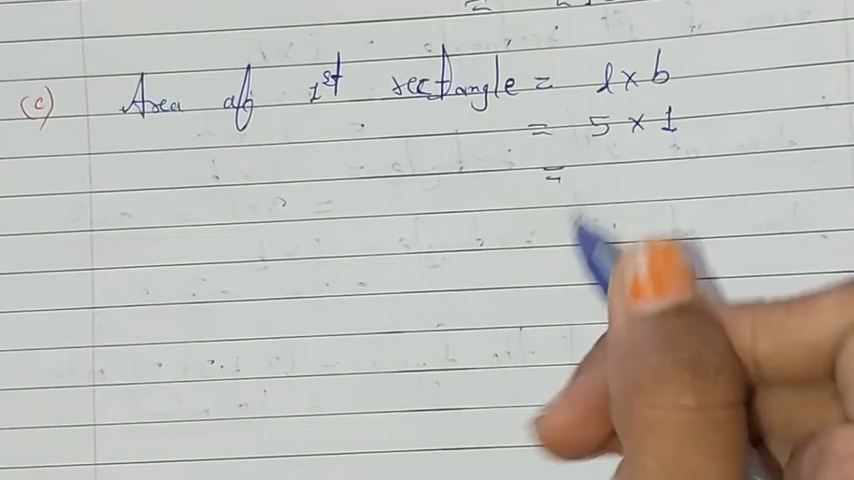 (c) Area of 1st rectangle = l × b
= 5 × 1
=